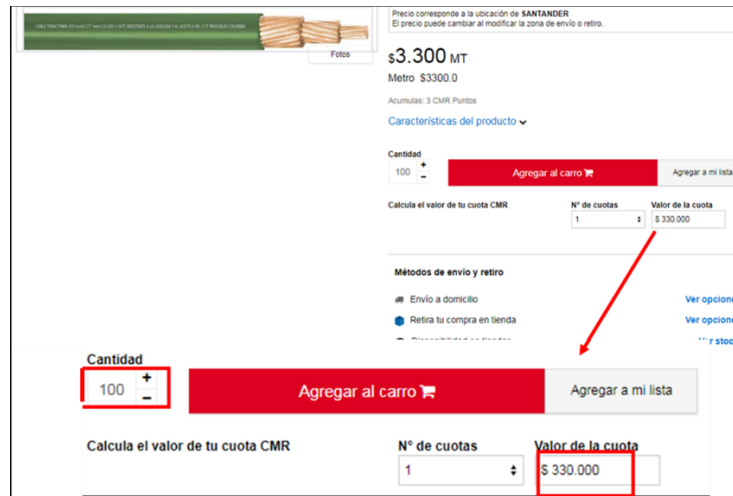 Precio corresponde a la ubicación de SANTANDER
El precio puede cambiar al modificar la zona de envío o retiro.
Fotos
$3.300 MT
Metro $3300.0
Acumulas: 3 CMR Puntos
Características del producto
Cantidad
100 + -
Agregar al carro
Agregar a mi lista
Calcula el valor de tu cuota CMR
N° de cuotas
Valor de la cuota
1
$ 330.000
Métodos de envío y retiro
Envío a domicilio
Ver opcione
Retira tu compra en tienda
Ver opcione
Cantidad
100 + -
Agregar al carro
Agregar a mi lista
Calcula el valor de tu cuota CMR
N° de cuotas
Valor de la cuota
1
$ 330.000